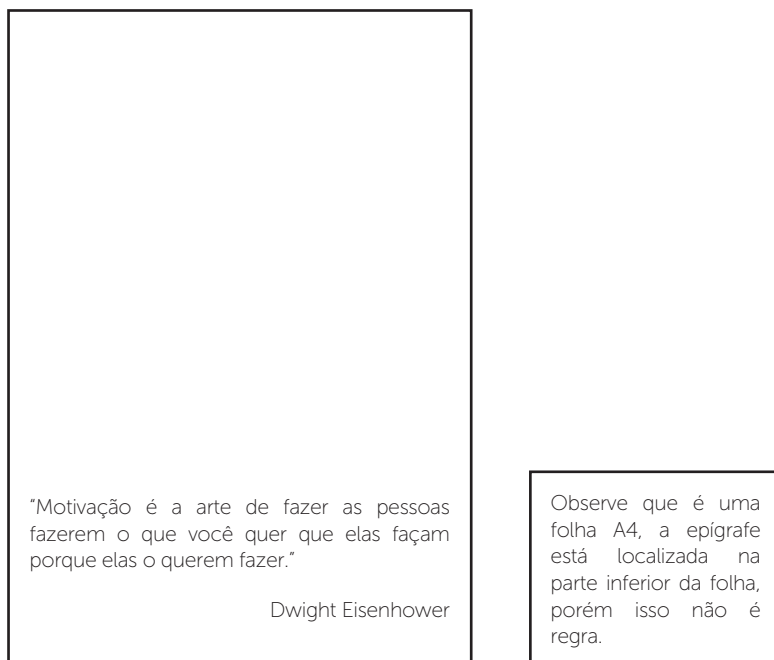 “Motivação é a arte de fazer as pessoas
fazerem o que você quer que elas façam
porque elas o querem fazer.”
Dwight Eisenhower
Observe que é uma
folha A4, a epígrafe
está localizada na
parte inferior da folha,
porém isso não é
regra.